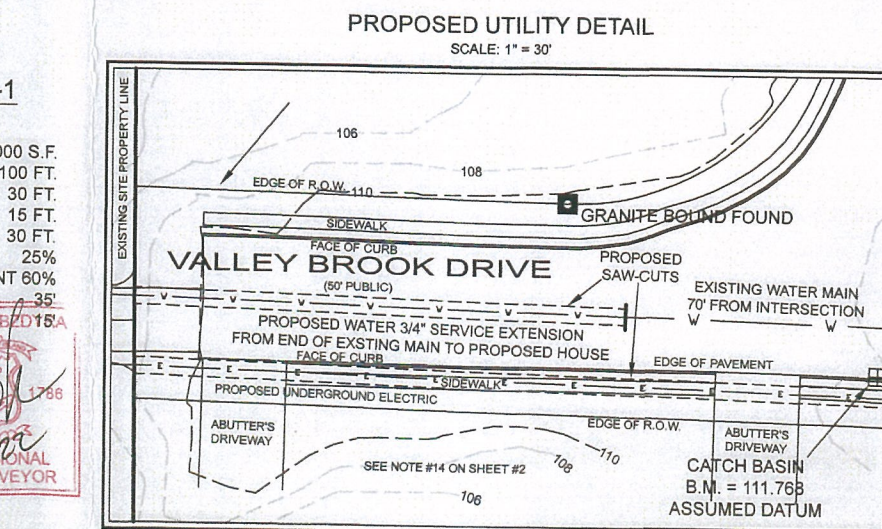 PROPOSED UTILITY DETAIL
SCALE: 1" = 30'
-1
000 S.F.
100 FT.
30 FT.
15 FT.
30 FT.
25%
NT 60%
35'
15'
1786
ONAL
VEYOR
EXISTING SITE PROPERTY LINE
106
108
EDGE OF R.O.W. 110
GRANITE BOUND FOUND
SIDEWALK
FACE OF CURB
VALLEY BROOK DRIVE
(50' PUBLIC)
PROPOSED
SAW-CUTS
EXISTING WATER MAIN
70' FROM INTERSECTION
W W W W W W W W W
PROPOSED WATER 3/4" SERVICE EXTENSION
FROM END OF EXSTING MAIN TO PROPOSED HOUSE
FACE OF CURB
EDGE OF PAVEMENT
E E E E SIDEWALK E E E E E
PROPOSED UNDERGROUND ELECTRIC
EDGE OF R.O.W.
ABUTTER'S
DRIVEWAY
ABUTTER'S
DRIVEWAY
SEE NOTE #14 ON SHEET #2
108
110
106
CATCH BASIN
B.M. = 111.768
ASSUMED DATUM